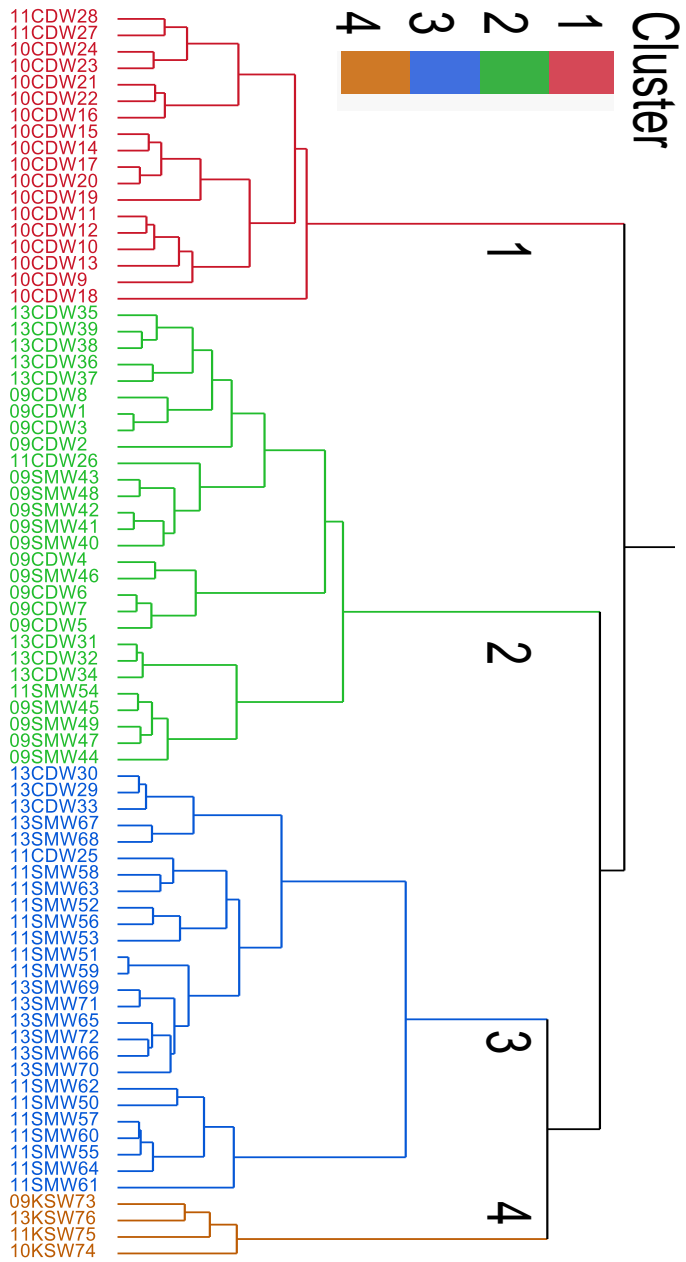 Cluster
1
2
3
4
11CDW28
11CDW27
10CDW24
10CDW23
10CDW21
10CDW22
10CDW16
10CDW15
10CDW14
10CDW17
10CDW20
10CDW19
10CDW11
10CDW12
10CDW10
10CDW13
10CDW9
10CDW18
1
13CDW35
13CDW39
13CDW38
13CDW36
13CDW37
09CDW8
09CDW1
09CDW3
09CDW2
11CDW26
09SMW43
09SMW48
09SMW42
09SMW41
09SMW40
09CDW4
09SMW46
09CDW6
09CDW7
09CDW5
13CDW31
13CDW32
13CDW34
11SMW54
09SMW45
09SMW49
09SMW47
09SMW44
2
13CDW30
13CDW29
13CDW33
13SMW67
13SMW68
11CDW25
11SMW58
11SMW63
11SMW52
11SMW56
11SMW53
11SMW51
11SMW59
13SMW69
13SMW71
13SMW65
13SMW72
13SMW66
13SMW70
11SMW62
11SMW50
11SMW57
11SMW60
11SMW55
11SMW64
11SMW61
3
09KSW73
13KSW76
11KSW75
10KSW74
4